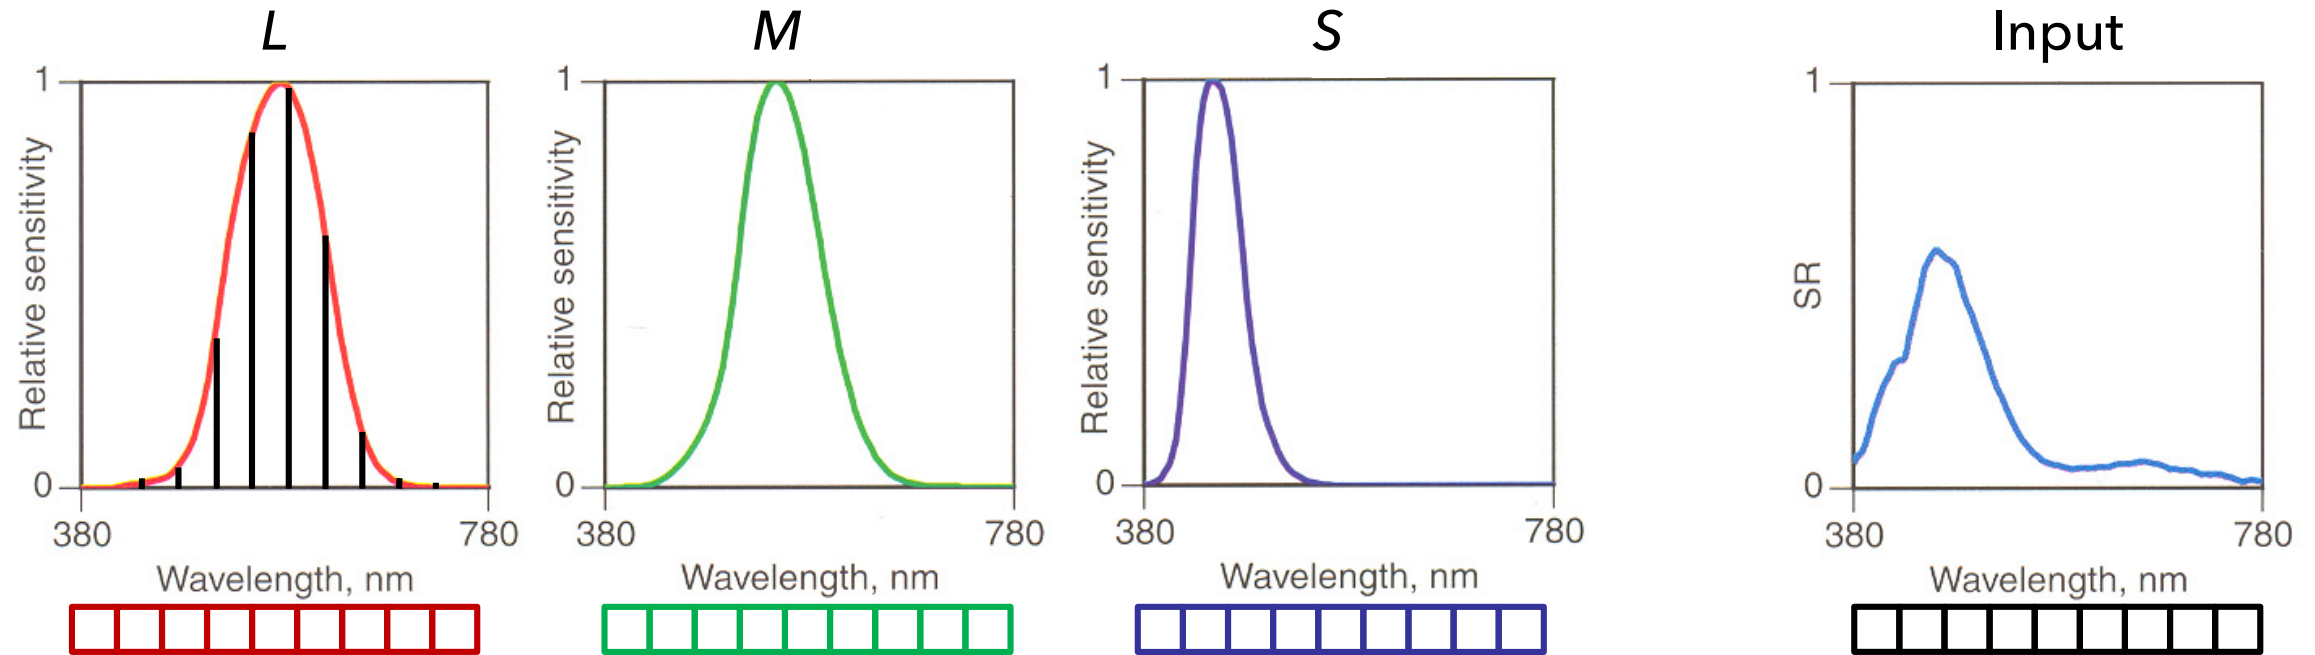 L
1
Relative sensitivity
0
380
780
Wavelength, nm
M
1
Relative sensitivity
0
380
780
Wavelength, nm
S
1
Relative sensitivity
0
380
780
Wavelength, nm
Input
1
SR
0
380
780
Wavelength, nm